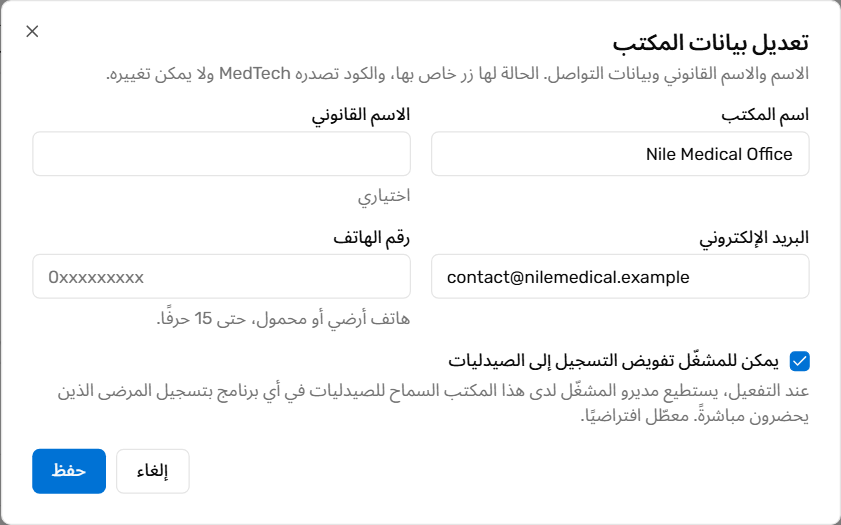 تعديل بيانات المكتب
الاسم والاسم القانوني وبيانات التواصل. الحالة لها زر خاص بها، والكود تصدره MedTech ولا يمكن تغييره.
اسم المكتب
Nile Medical Office
الاسم القانوني
اختياري
البريد الإلكتروني
contact@nilemedical.example
رقم الهاتف
0xxxxxxxxx
هاتف أرضي أو محمول، حتى 15 حرفًا.
يمكن للمشغّل تفويض التسجيل إلى الصيدليات
عند التفعيل، يستطيع مديرو المشغّل لدى هذا المكتب السماح للصيدليات في أي برنامج بتسجيل المرضى الذين
يحضرون مباشرةً. معطّل افتراضيًا.
إلغاء
حفظ